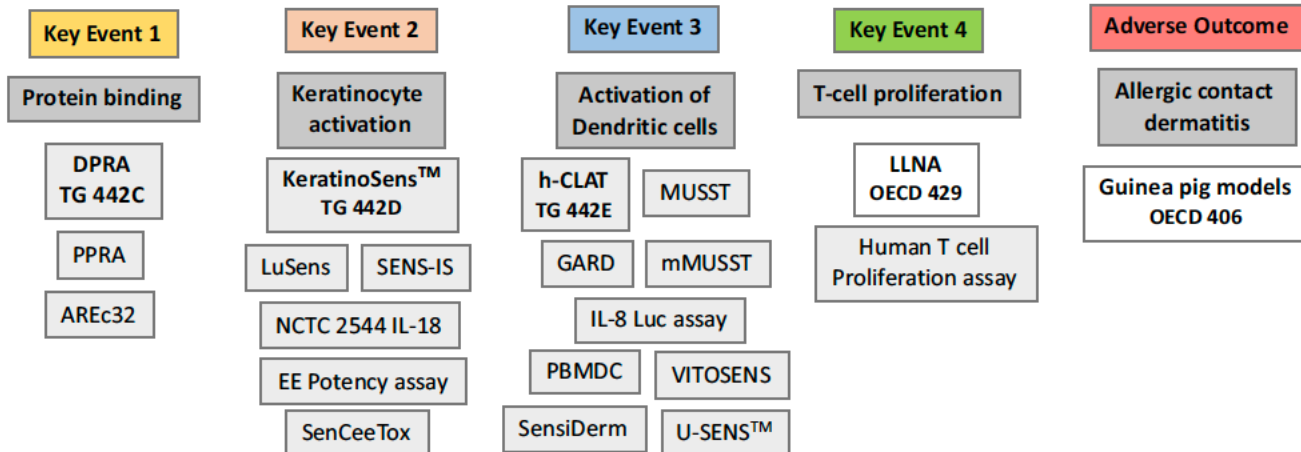 Key Event 1
Protein binding
DPRA
TG 442C
PPRA
AREc32
Key Event 2
Keratinocyte
activation
KeratinoSens™
TG 442D
LuSens
SENS-IS
NCTC 2544 IL-18
EE Potency assay
SenCeeTox
Key Event 3
Activation of
Dendritic cells
h-CLAT
TG 442E
MUSST
GARD
mMUSST
IL-8 Luc assay
PBMDC
VITOSENS
SensiDerm
U-SENS™
Key Event 4
T-cell proliferation
LLNA
OECD 429
Human T cell
Proliferation assay
Adverse Outcome
Allergic contact
dermatitis
Guinea pig models
OECD 406